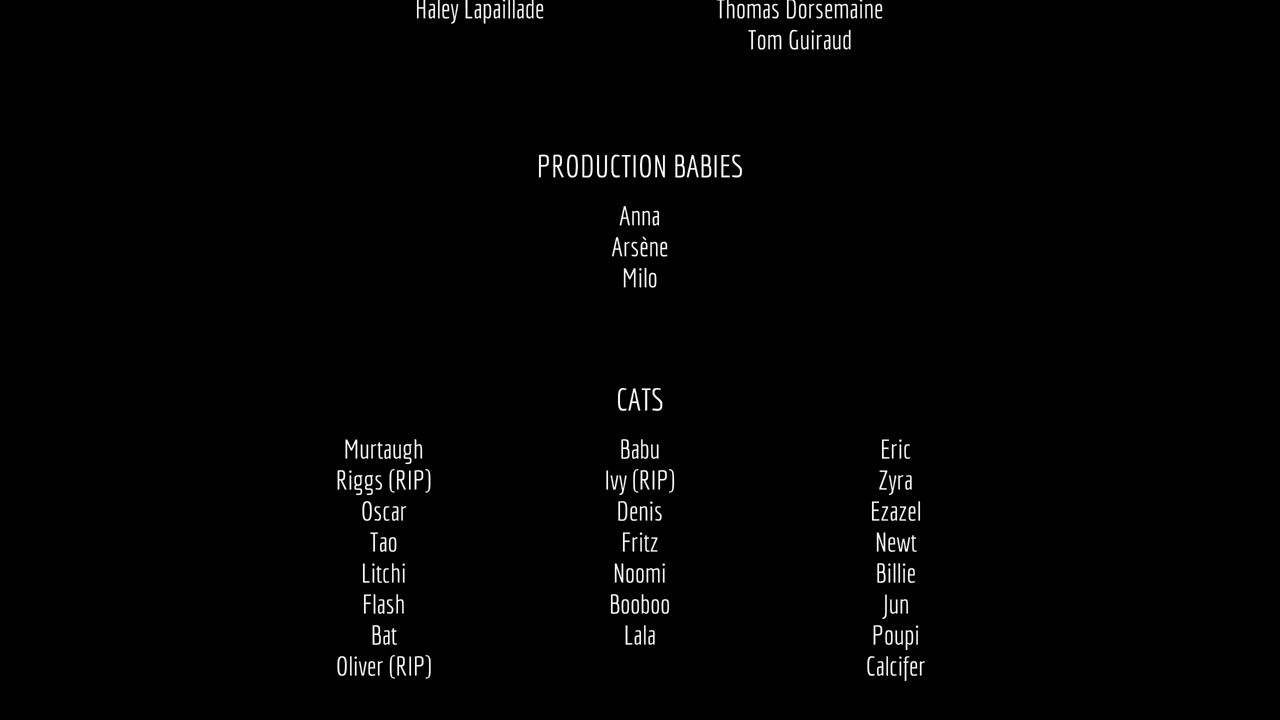 Haley Lapaillade
Thomas Dorsemaine
Tom Guiraud
PRODUCTION BABIES
Anna
Arsène
Milo
CATS
Murtaugh
Riggs (RIP)
Oscar
Tao
Litchi
Flash
Bat
Oliver (RIP)
Babu
Ivy (RIP)
Denis
Fritz
Noomi
Booboo
Lala
Eric
Zyra
Ezazel
Newt
Billie
Jun
Poupi
Calcifer